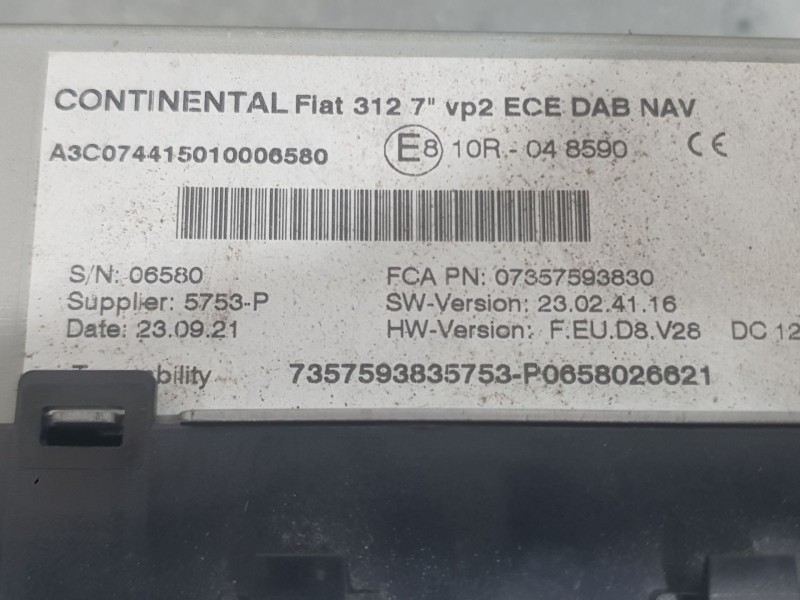 CONTINENTAL Fiat 312 7" vp2 ECE DAB NAV
A3C074415010006580 E8 10R - 04 8590 CE
S/N: 06580 FCA PN: 07357593830
Supplier: 5753-P SW-Version: 23.02.41.16
Date: 23.09.21 HW-Version: F.EU.D8.V28 DC 12
7357593835753-P0658026621